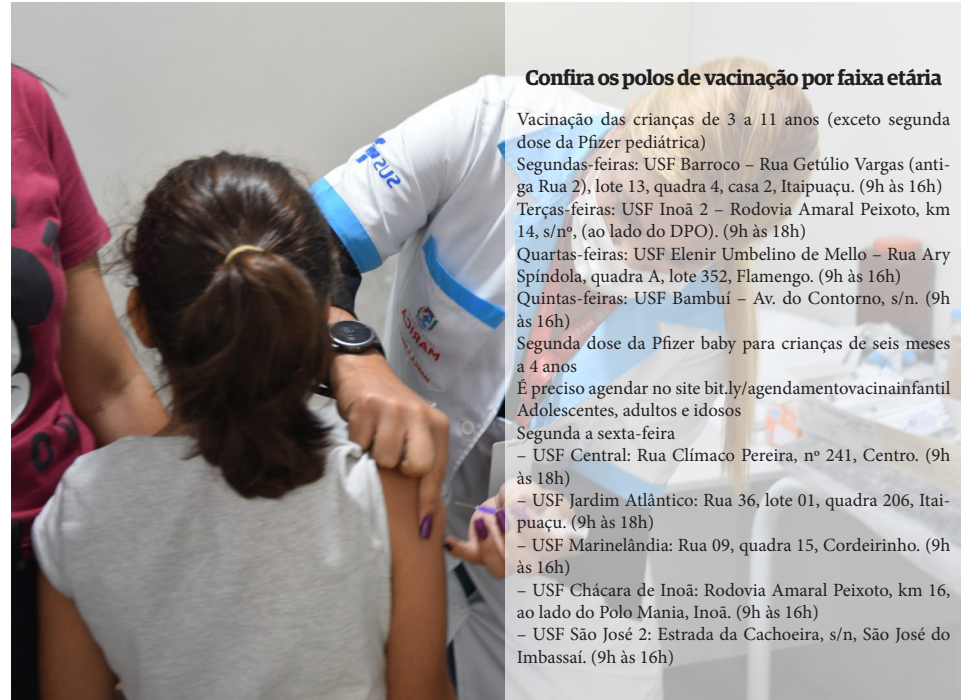 SUS
MARICÁ
Confira os polos de vacinação por faixa etária
Vacinação das crianças de 3 a 11 anos (exceto segunda
dose da Pfizer pediátrica)
Segundas-feiras: USF Barroco – Rua Getúlio Vargas (anti-
ga Rua 2), lote 13, quadra 4, casa 2, Itaipuaçu. (9h às 16h)
Terças-feiras: USF Inoã 2 – Rodovia Amaral Peixoto, km
14, s/nº, (ao lado do DPO). (9h às 18h)
Quartas-feiras: USF Elenir Umbelino de Mello – Rua Ary
Spíndola, quadra A, lote 352, Flamengo. (9h às 16h)
Quintas-feiras: USF Bambuí – Av. do Contorno, s/n. (9h
às 16h)
Segunda dose da Pfizer baby para crianças de seis meses
a 4 anos
É preciso agendar no site bit.ly/agendamentovacinainfantil
Adolescentes, adultos e idosos
Segunda a sexta-feira
– USF Central: Rua Clímaco Pereira, nº 241, Centro. (9h
às 18h)
– USF Jardim Atlântico: Rua 36, lote 01, quadra 206, Itai-
puaçu. (9h às 18h)
– USF Marinelândia: Rua 09, quadra 15, Cordeirinho. (9h
às 16h)
– USF Chácara de Inoã: Rodovia Amaral Peixoto, km 16,
ao lado do Polo Mania, Inoã. (9h às 16h)
– USF São José 2: Estrada da Cachoeira, s/n, São José do
Imbassaí. (9h às 16h)